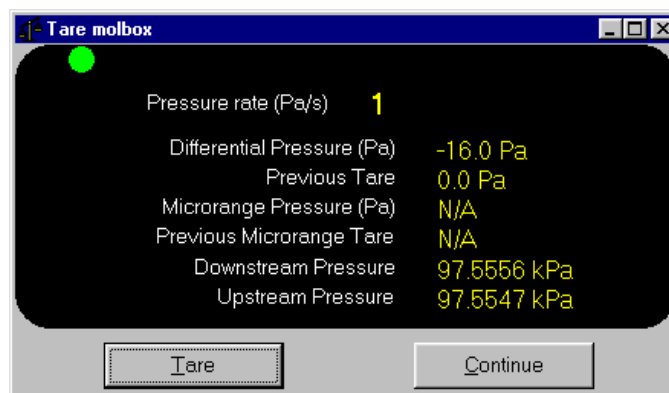 Tare molbox
Pressure rate (Pa/s) 1
Differential Pressure (Pa) -16.0 Pa
Previous Tare 0.0 Pa
Microrange Pressure (Pa) N/A
Previous Microrange Tare N/A
Downstream Pressure 97.5556 kPa
Upstream Pressure 97.5547 kPa
Tare Continue